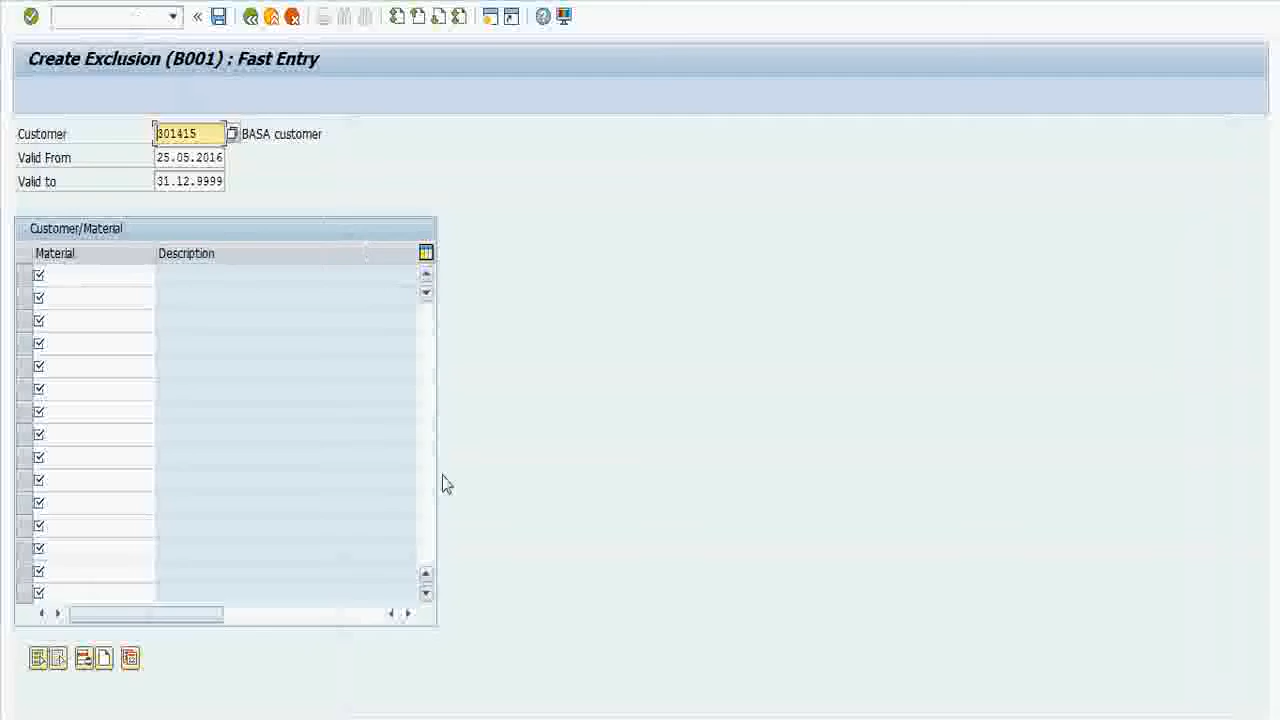 Create Exclusion (B001) : Fast Entry
Customer 301415 BASA customer
Valid From 25.05.2016
Valid to 31.12.9999
Customer/Material
Material Description